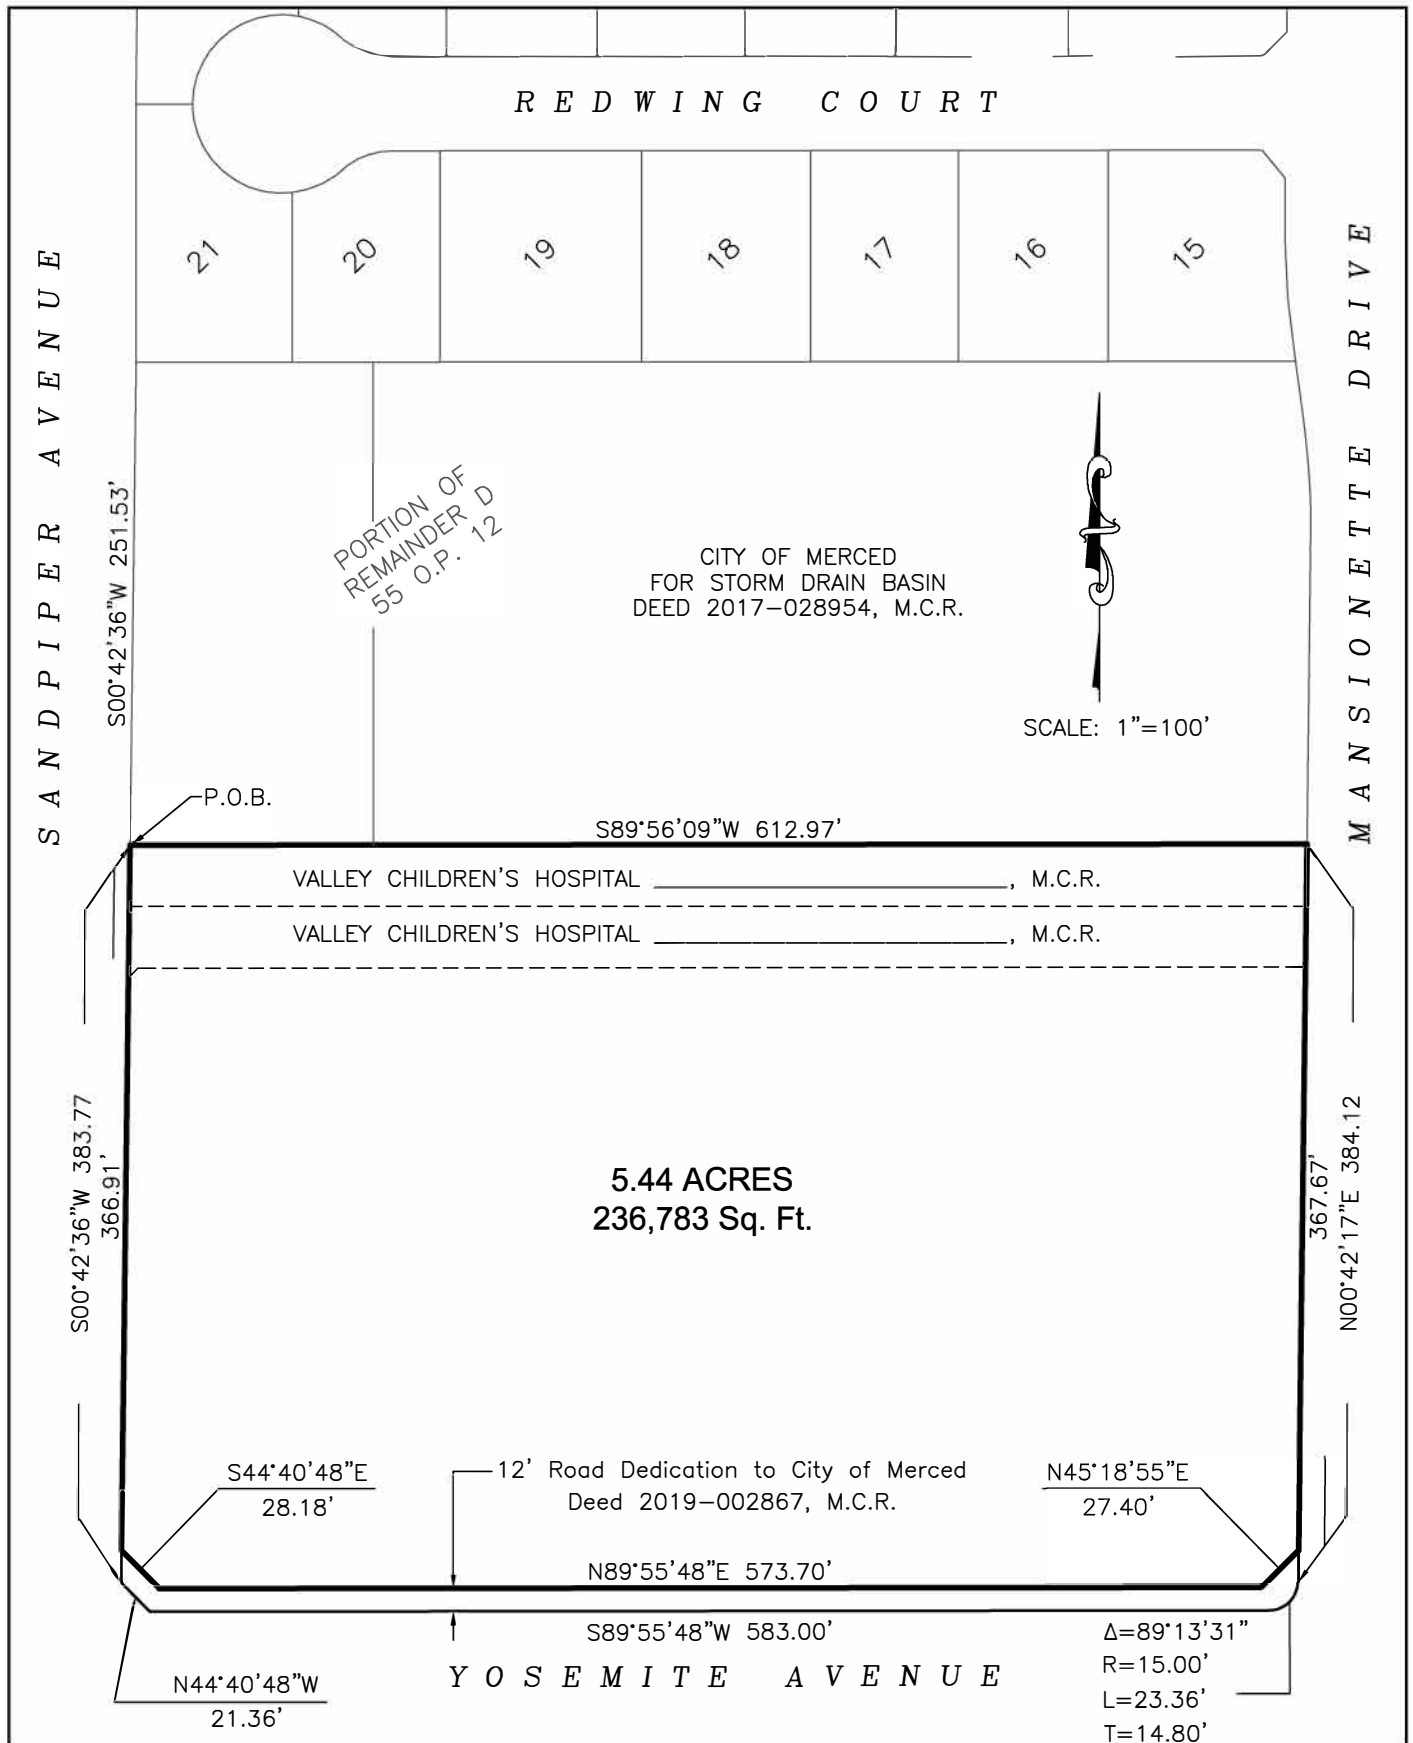 REDWING COURT
21
20
19
18
17
16
15
SANDPIPER AVENUE
MANSIONETTE DRIVE
S00°42'36"W 251.53'
PORTION OF
REMAINDER D
55 O.P. 12
CITY OF MERCED
FOR STORM DRAIN BASIN
DEED 2017-028954, M.C.R.
SCALE: 1"=100'
P.O.B.
S89°56'09"W 612.97'
VALLEY CHILDREN'S HOSPITAL ____________________, M.C.R.
VALLEY CHILDREN'S HOSPITAL ____________________, M.C.R.
S00°42'36"W 383.77
366.91'
5.44 ACRES
236,783 Sq. Ft.
367.67'
N00°42'17"E 384.12
S44°40'48"E
28.18'
12' Road Dedication to City of Merced
Deed 2019-002867, M.C.R.
N45°18'55"E
27.40'
N89°55'48"E 573.70'
S89°55'48"W 583.00'
YOSEMITE AVENUE
N44°40'48"W
21.36'
Δ=89°13'31"
R=15.00'
L=23.36'
T=14.80'